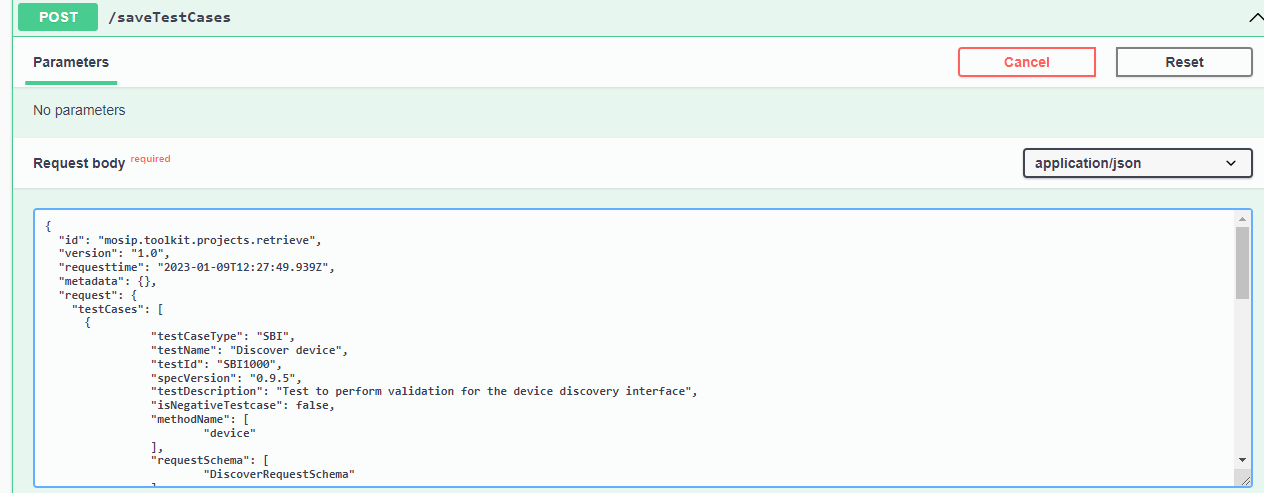 POST /saveTestCases
Parameters Cancel Reset
No parameters
Request body required application/json
{
"id": "mosip.toolkit.projects.retrieve",
"version": "1.0",
"requesttime": "2023-01-09T12:27:49.939Z",
"metadata": {},
"request": {
"testCases": [
{
"testCaseType": "SBI",
"testName": "Discover device",
"testId": "SBI1000",
"specVersion": "0.9.5",
"testDescription": "Test to perform validation for the device discovery interface",
"isNegativeTestcase": false,
"methodName": [
"device"
],
"requestSchema": [
"DiscoverRequestSchema"